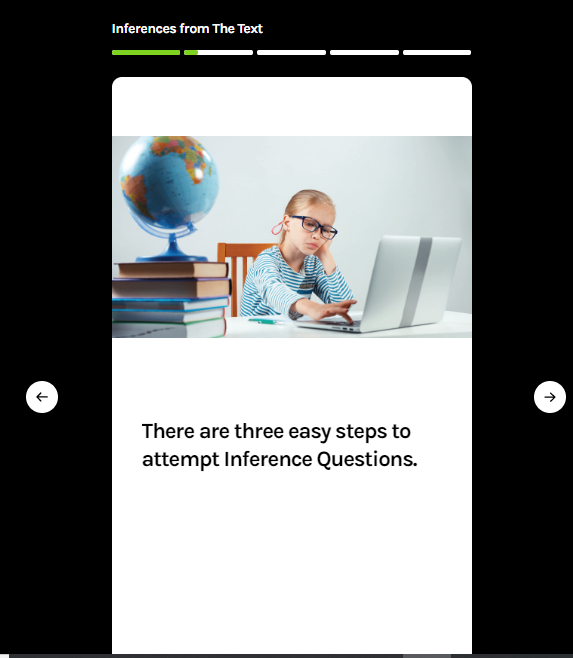 Inferences from The Text
There are three easy steps to
attempt Inference Questions.